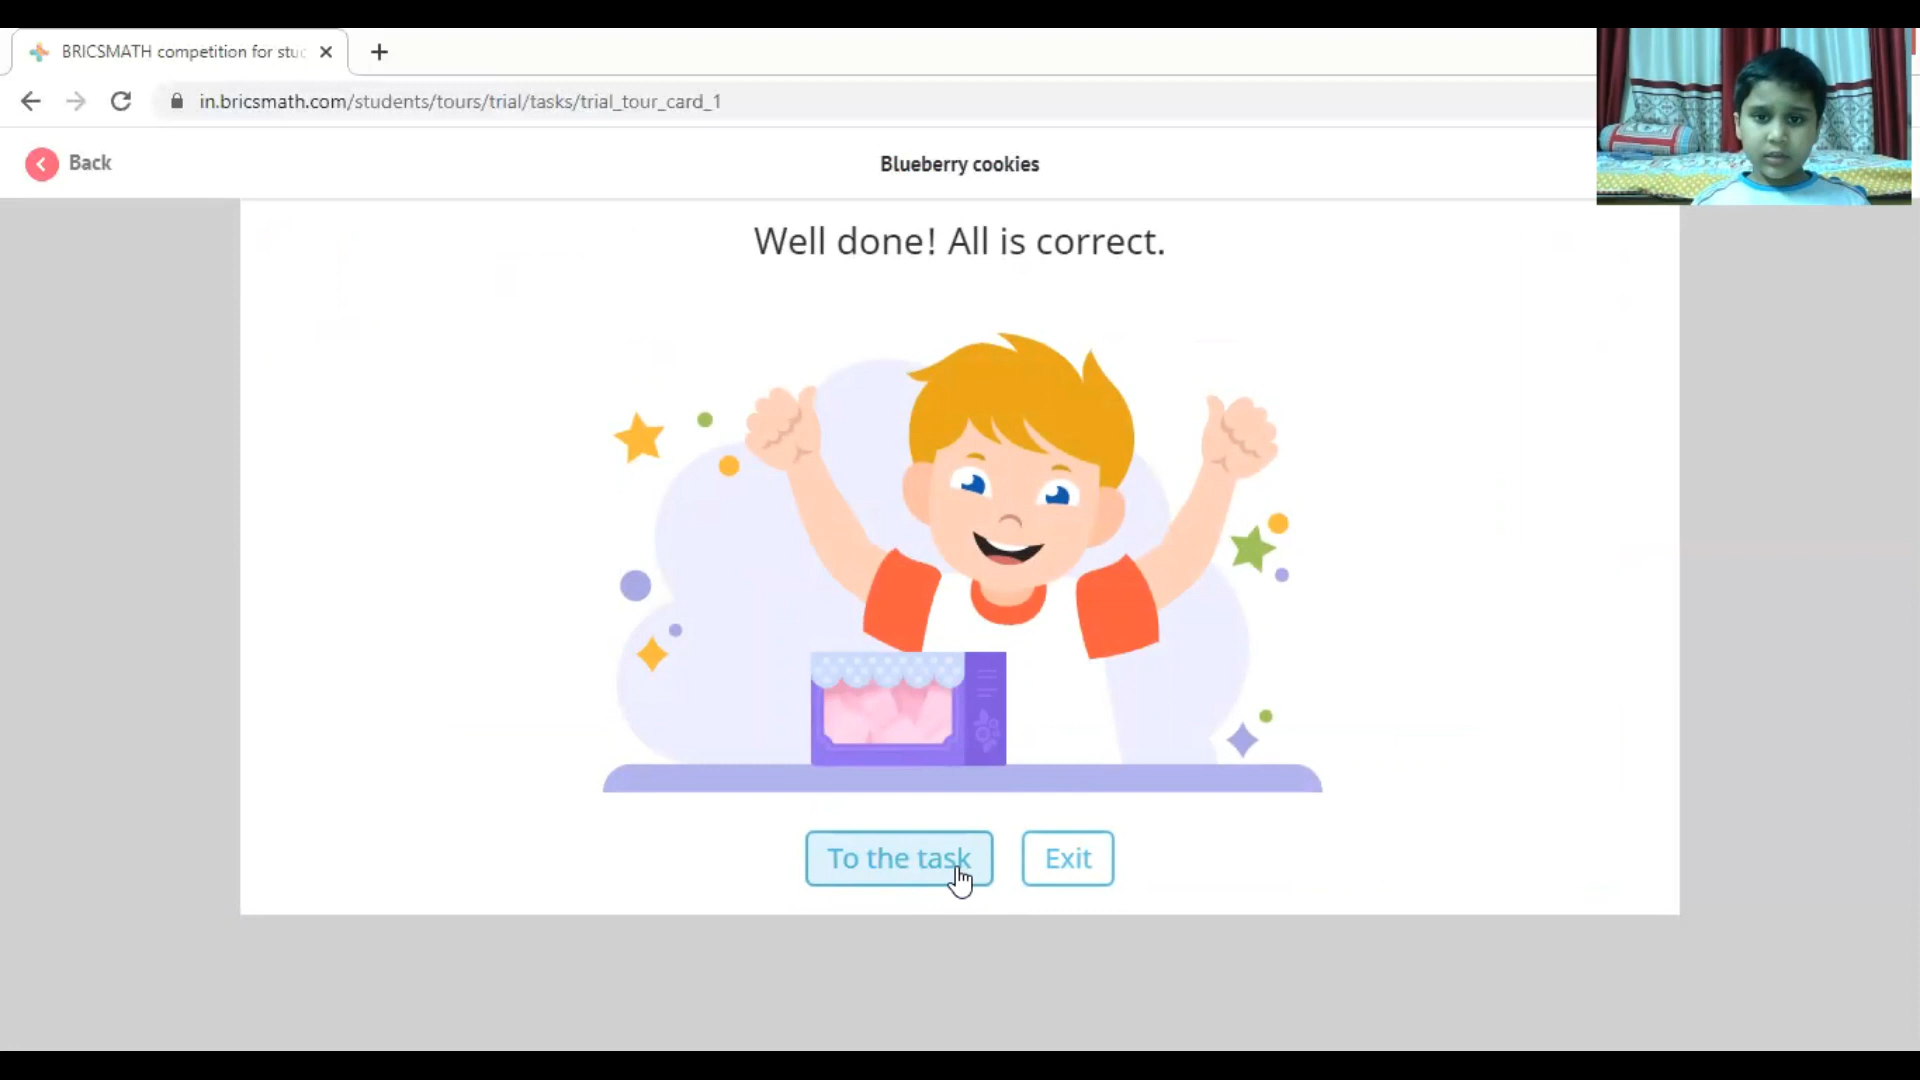 BRICSMATH competition for stu
in.bricsmath.com/students/tours/trial/tasks/trial_tour_card_1
Back
Blueberry cookies
Well done! All is correct.
To the task
Exit